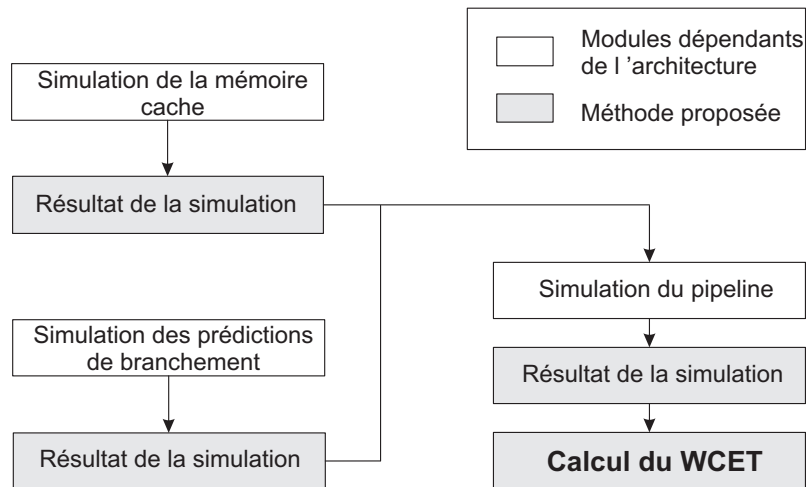 Modules dépendants
de l ’architecture
Méthode proposée
Simulation de la mémoire
cache
Résultat de la simulation
Simulation des prédictions
de branchement
Résultat de la simulation
Simulation du pipeline
Résultat de la simulation
Calcul du WCET